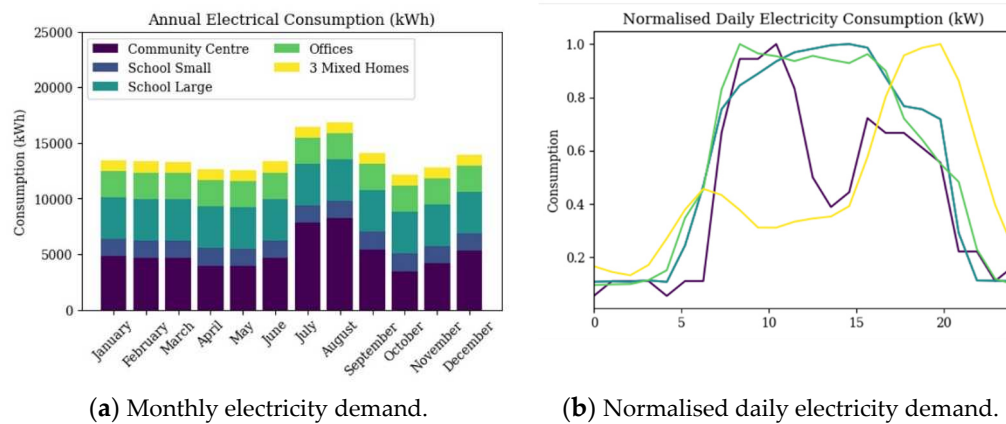 Annual Electrical Consumption (kWh)
Consumption (kWh)
25000
20000
15000
10000
5000
0
Community Centre
School Small
School Large
Offices
3 Mixed Homes
January
February
March
April
May
June
July
August
September
October
November
December
(a) Monthly electricity demand.
Normalised Daily Electricity Consumption (kW)
Consumption
1.0
0.8
0.6
0.4
0.2
0
5
10
15
20
(b) Normalised daily electricity demand.